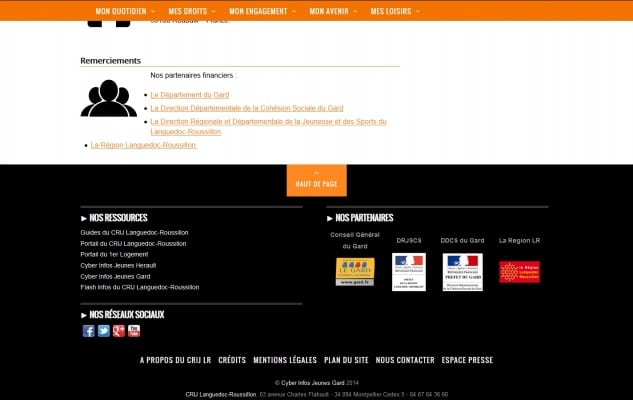 MON QUOTIDIEN MES DROITS MON ENGAGEMENT MON AVENIR MES LOISIRS
Remerciements
Nos partenaires financiers :
Le Département du Gard
La Direction Départementale de la Cohésion Sociale du Gard
La Direction Régionale et Départementale de la Jeunesse et des Sports du
Languedoc-Roussillon
La Région Languedoc-Roussillon
HAUT DE PAGE
NOS RESSOURCES
Guides du CRIJ Languedoc-Roussillon
Portail du CRIJ Languedoc-Roussillon
Portail du 1er Logement
Cyber Infos Jeunes Herault
Cyber Infos Jeunes Gard
Flash Infos du CRIJ Languedoc-Roussillon
NOS PARTENAIRES
Conseil Général
du Gard
DRJSCS
DDCS du Gard
La Region LR
LE GARD
www.gard.fr
PREFET DU GARD
La Région
Languedoc
Roussillon
NOS RÉSEAUX SOCIAUX
You
Tube
A PROPOS DU CRIJ LR CRÉDITS MENTIONS LÉGALES PLAN DU SITE NOUS CONTACTER ESPACE PRESSE
© Cyber Infos Jeunes Gard 2014
CRIJ Languedoc-Roussillon. 03 avenue Charles Flahault - 34 094 Montpellier Cedex 5 - 04 67 04 36 66